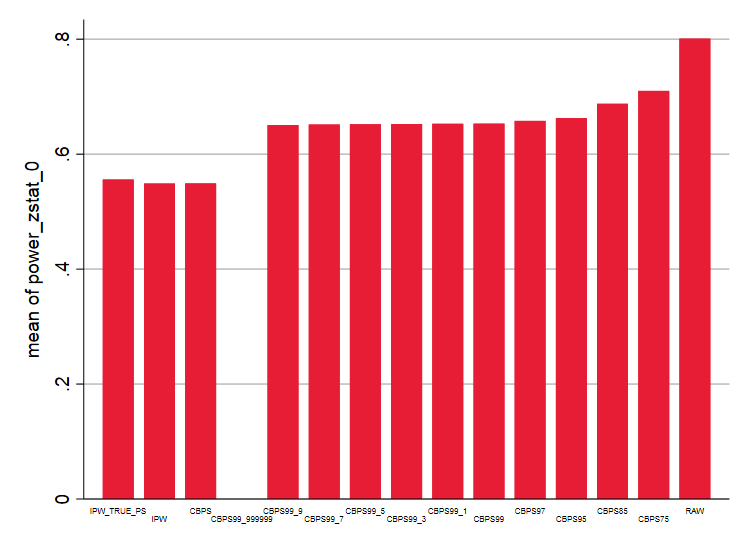 mean of power_zstat_0
.8
.6
.4
.2
0
IPW_TRUE_PS
IPW
CBPS
CBPS99_999999
CBPS99_9
CBPS99_7
CBPS99_5
CBPS99_3
CBPS99_1
CBPS99
CBPS97
CBPS95
CBPS85
CBPS75
RAW